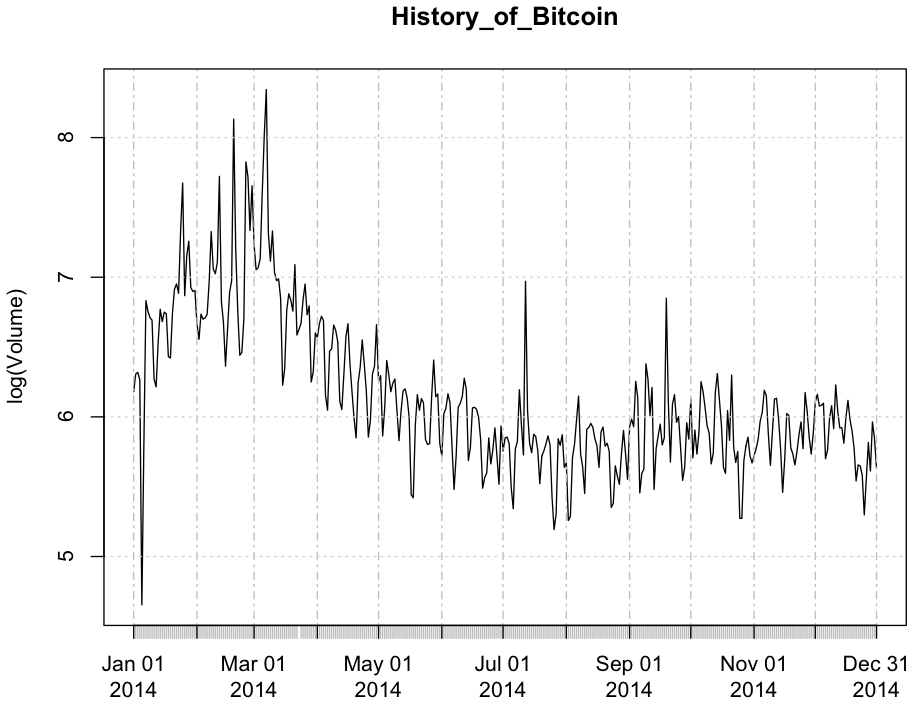 History_of_Bitcoin
log(Volume)
8
7
6
5
Jan 01 Mar 01 May 01 Jul 01 Sep 01 Nov 01 Dec 31
2014 2014 2014 2014 2014 2014 2014